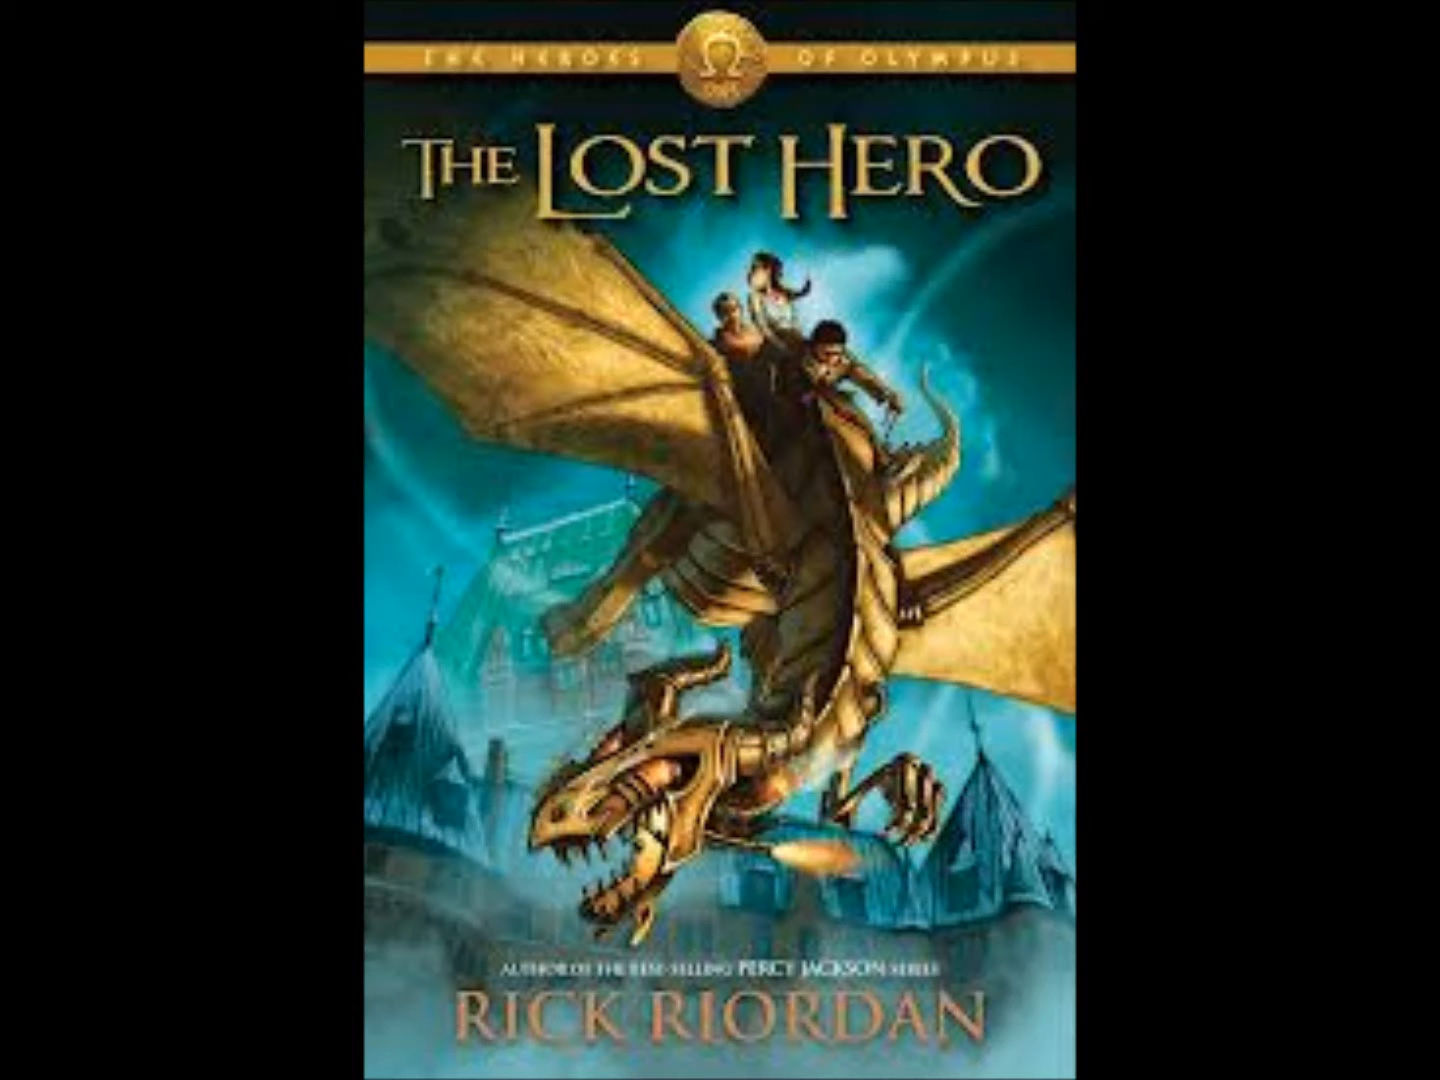 THE HEROES OF OLYMPUS
THE LOST HERO
AUTHOR OF THE BEST-SELLING PERCY JACKSON SERIES
RICK RIORDAN